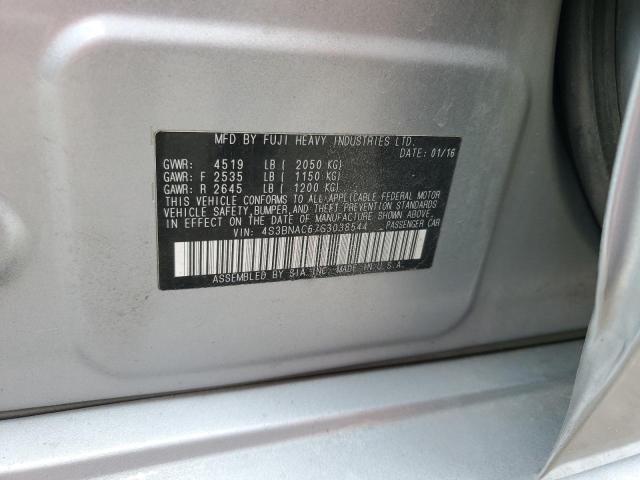 MFD BY FUJI HEAVY INDUSTRIES LTD.
DATE: 01/16
GWR: 4519 LB ( 2050 KG)
GAWR: F 2535 LB ( 1150 KG)
GAWR: R 2645 LB ( 1200 KG)
THIS VEHICLE CONFORMS TO ALL APPLICABLE FEDERAL MOTOR
VEHICLE SAFETY, BUMPER, AND THEFT PREVENTION STANDARDS
IN EFFECT ON THE DATE OF MANUFACTURE SHOWN ABOVE.
VIN: PASSENGER CAR
ASSEMBLED BY SIA, INC. MADE IN U.S.A.